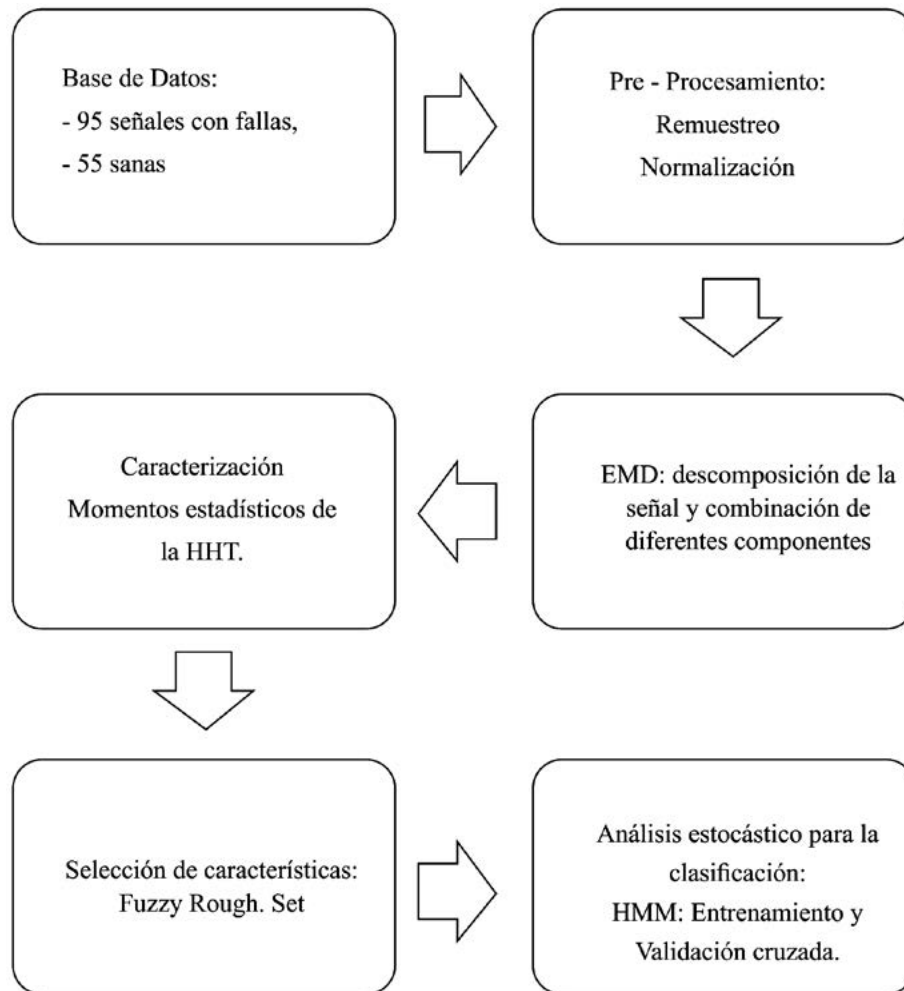 Base de Datos:
- 95 señales con fallas,
- 55 sanas
Pre - Procesamiento:
Remuestreo
Normalización
EMD: descomposición de la
señal y combinación de
diferentes componentes
Caracterización
Momentos estadísticos de
la HHT.
Selección de característícas:
Fuzzy Rough. Set
Análisis estocástico para la
clasificación:
HMM: Entrenamiento y
Validación cruzada.